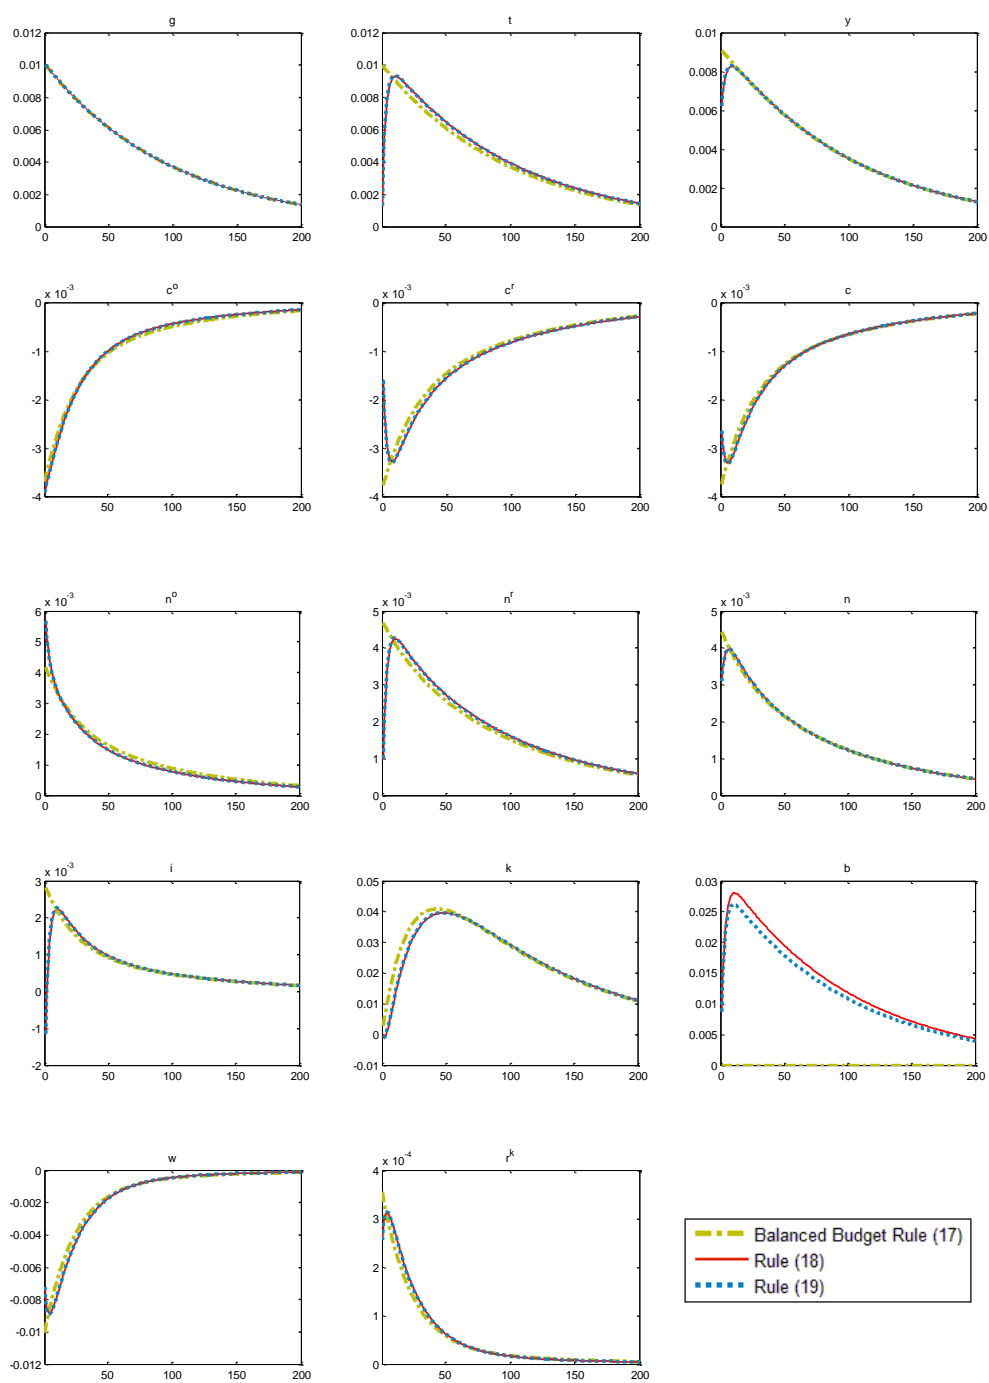 g
t
y
0.012
0.01
0.008
0.006
0.004
0.002
0
0 50 100 150 200
0.012
0.01
0.008
0.006
0.004
0.002
0
0 50 100 150 200
0.01
0.008
0.006
0.004
0.002
0
0 50 100 150 200
x 10^-3
c^o
0
-1
-2
-3
-4
50 100 150 200
x 10^-3
c^r
0
-1
-2
-3
-4
0 50 100 150 200
x 10^-3
c
0
-1
-2
-3
-4
0 50 100 150 200
x 10^-3
n^o
6
5
4
3
2
1
0
0 50 100 150 200
x 10^-3
n^r
5
4
3
2
1
0
0 50 100 150 200
x 10^-3
n
5
4
3
2
1
0
0 50 100 150 200
x 10^-3
i
3
2
1
0
-1
-2
0 50 100 150 200
k
0.05
0.04
0.03
0.02
0.01
0
-0.01
0 50 100 150 200
b
0.03
0.025
0.02
0.015
0.01
0.005
0
0 50 100 150 200
w
0
-0.002
-0.004
-0.006
-0.008
-0.01
-0.012
0 50 100 150 200
x 10^-4
r^k
4
3
2
1
0
0 50 100 150 200
Balanced Budget Rule (17)
Rule (18)
Rule (19)